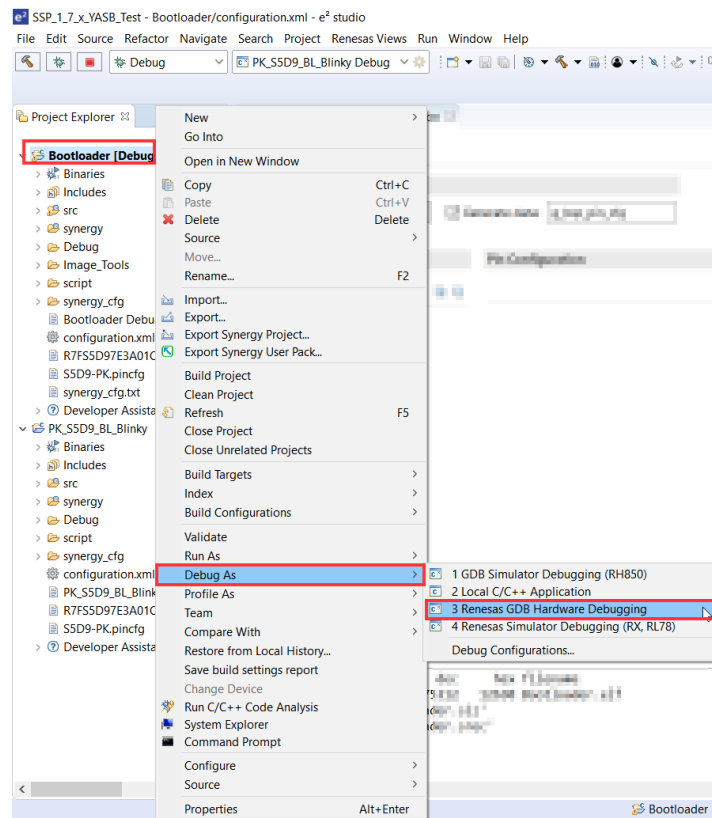 SSP_1_7_x_YASB_Test - Bootloader/configuration.xml - e² studio
File Edit Source Refactor Navigate Search Project Renesas Views Run Window Help
Debug
PK_S5D9_BL_Blinky Debug
Project Explorer
Bootloader [Debug
Binaries
Includes
src
synergy
Debug
Image_Tools
script
synergy_cfg
Bootloader Debu
configuration.xml
R7FS5D97E3A01C
S5D9-PK.pincfg
synergy_cfg.txt
Developer Assista
PK_S5D9_BL_Blinky
Binaries
Includes
src
synergy
Debug
script
synergy_cfg
configuration.xml
PK_S5D9_BL_Blink
R7FS5D97E3A01C
S5D9-PK.pincfg
Developer Assista
New
Go Into
Open in New Window
Copy Ctrl+C
Paste Ctrl+V
Delete Delete
Source
Move...
Rename... F2
Import...
Export...
Export Synergy Project...
Export Synergy User Pack...
Build Project
Clean Project
Refresh F5
Close Project
Close Unrelated Projects
Build Targets
Index
Build Configurations
Validate
Run As
Debug As
Profile As
Team
Compare With
Restore from Local History...
Save build settings report
Change Device
Run C/C++ Code Analysis
System Explorer
Command Prompt
Configure
Source
Properties Alt+Enter
1 GDB Simulator Debugging (RH850)
2 Local C/C++ Application
3 Renesas GDB Hardware Debugging
4 Renesas Simulator Debugging (RX, RL78)
Debug Configurations...
Pin Configuration
Bootloader